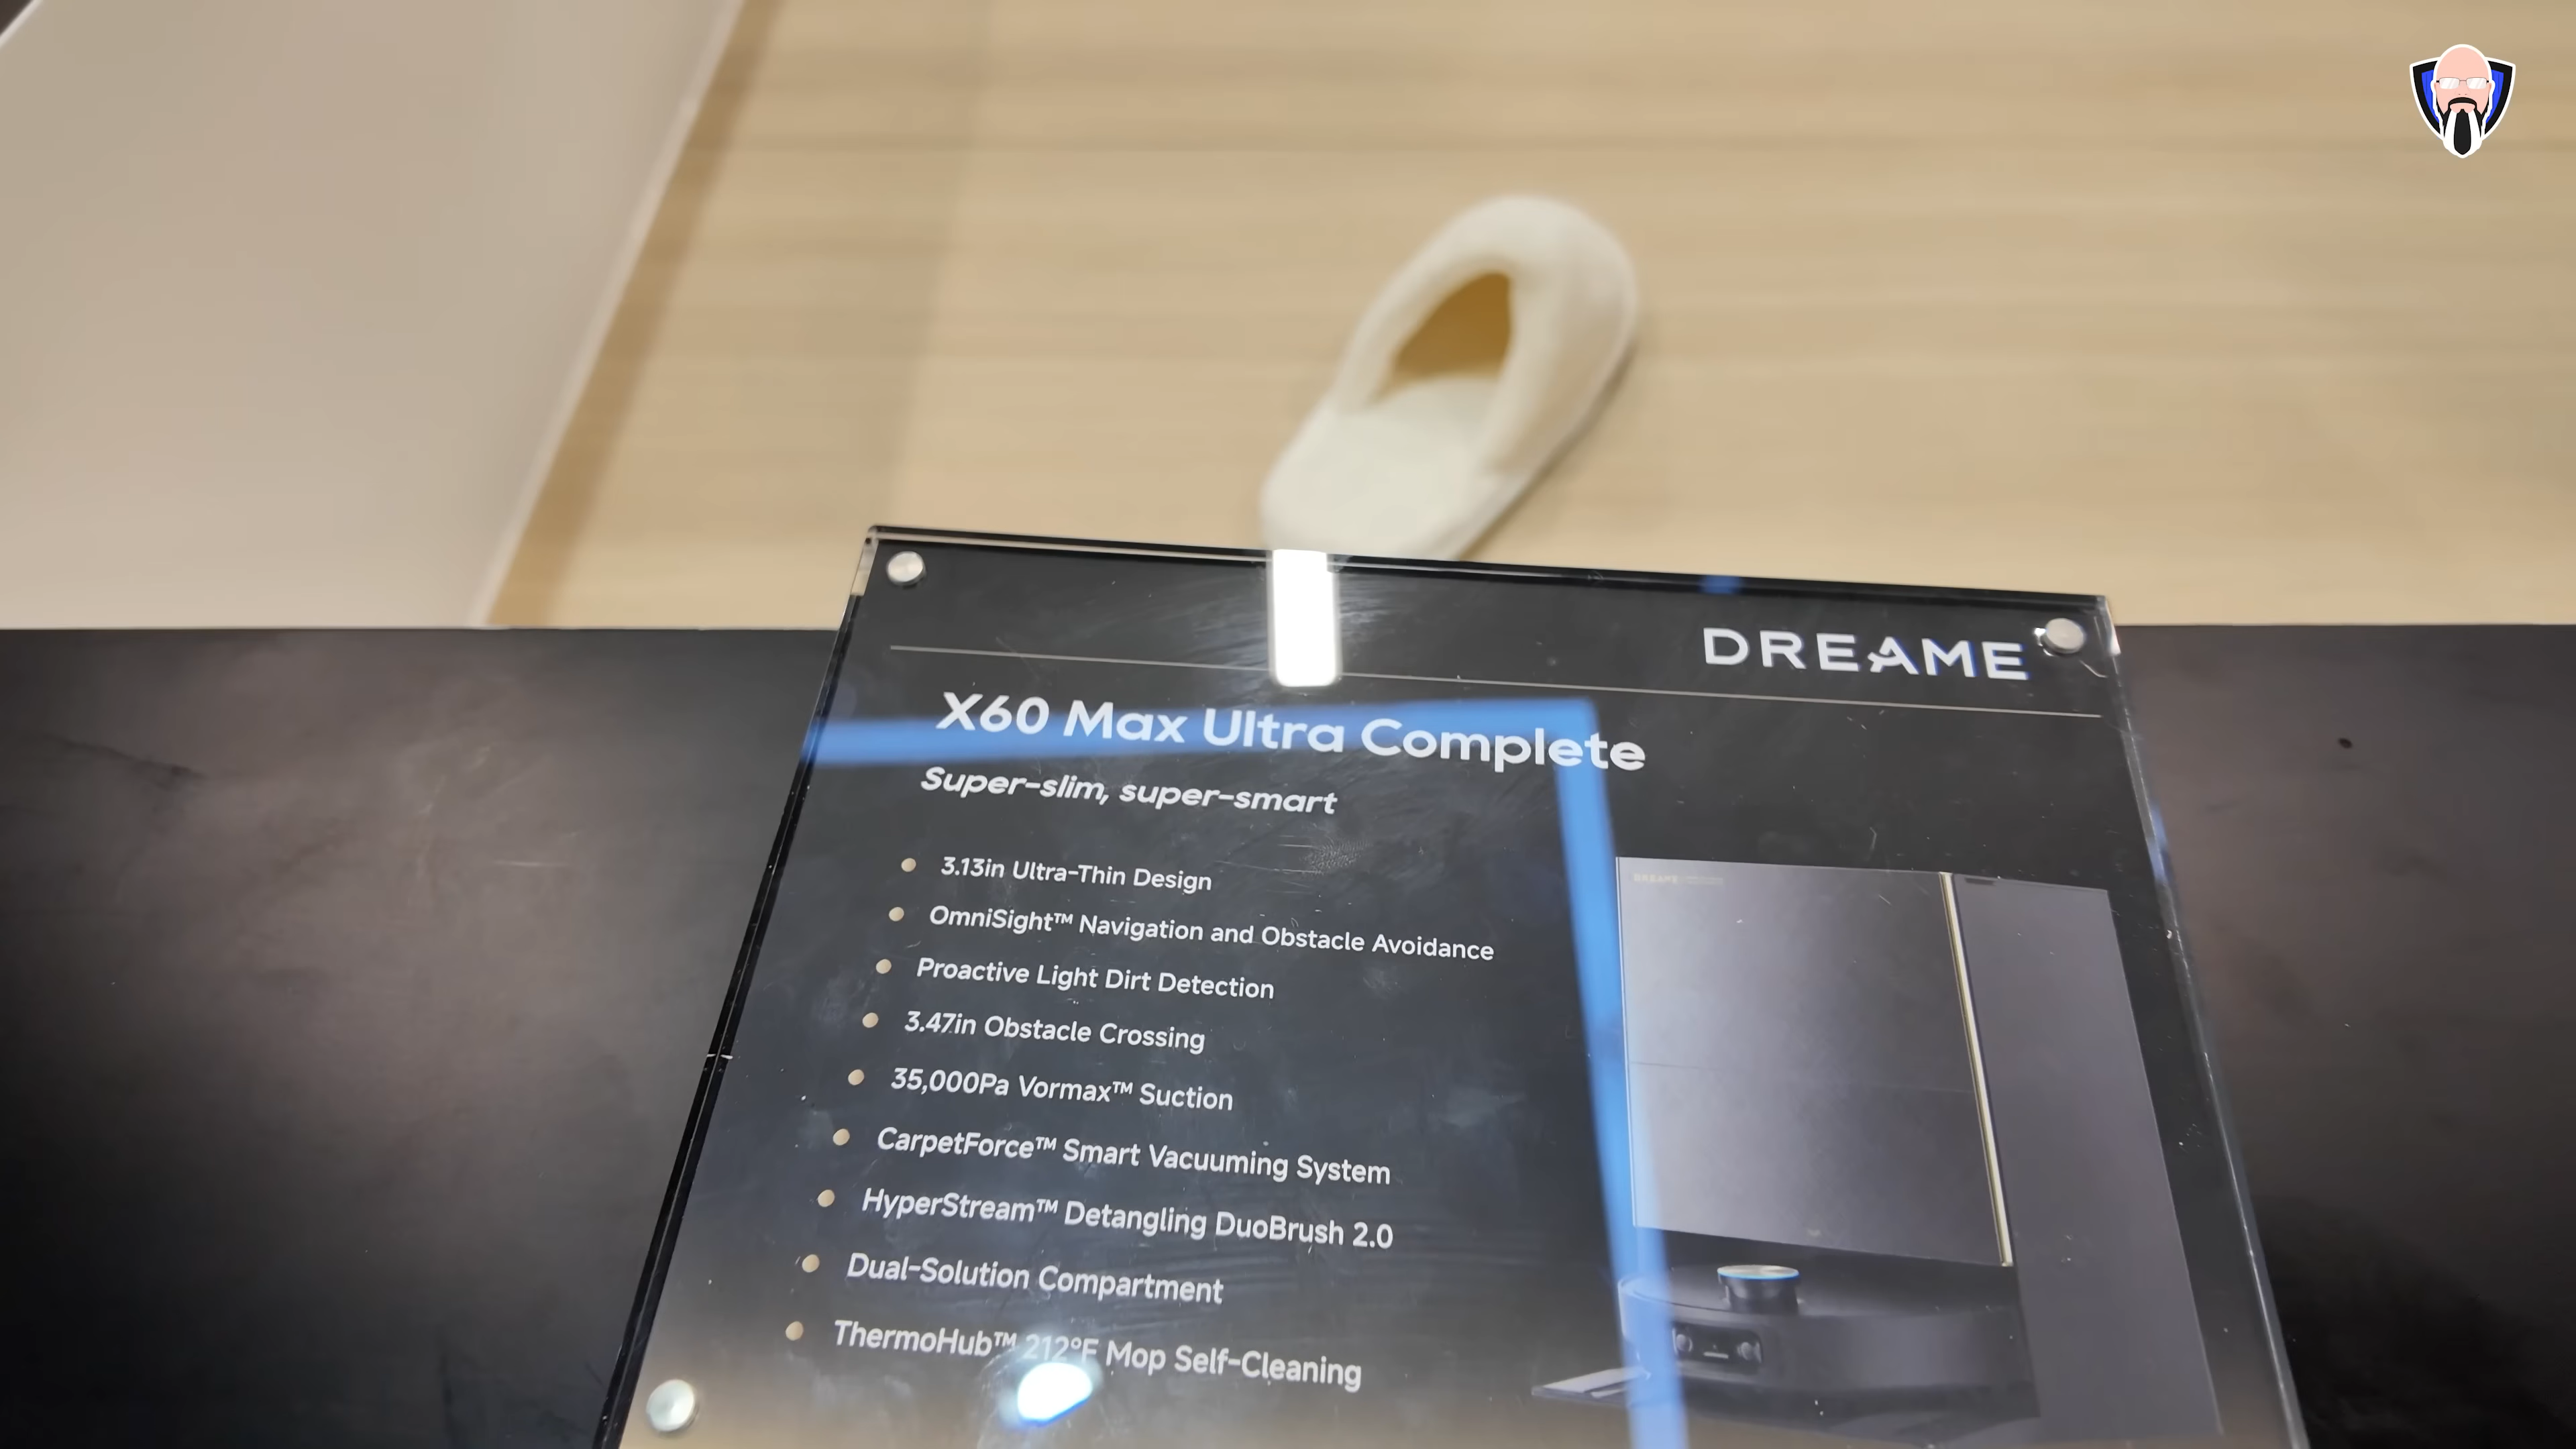 DREAME
X60 Max Ultra Complete
Super-slim, super-smart
3.13in Ultra-Thin Design
OmniSight™ Navigation and Obstacle Avoidance
Proactive Light Dirt Detection
3.47in Obstacle Crossing
35,000Pa Vormax™ Suction
CarpetForce™ Smart Vacuuming System
HyperStream™ Detangling DuoBrush 2.0
Dual-Solution Compartment
ThermoHub™ 212°F Mop Self-Cleaning
DREAME